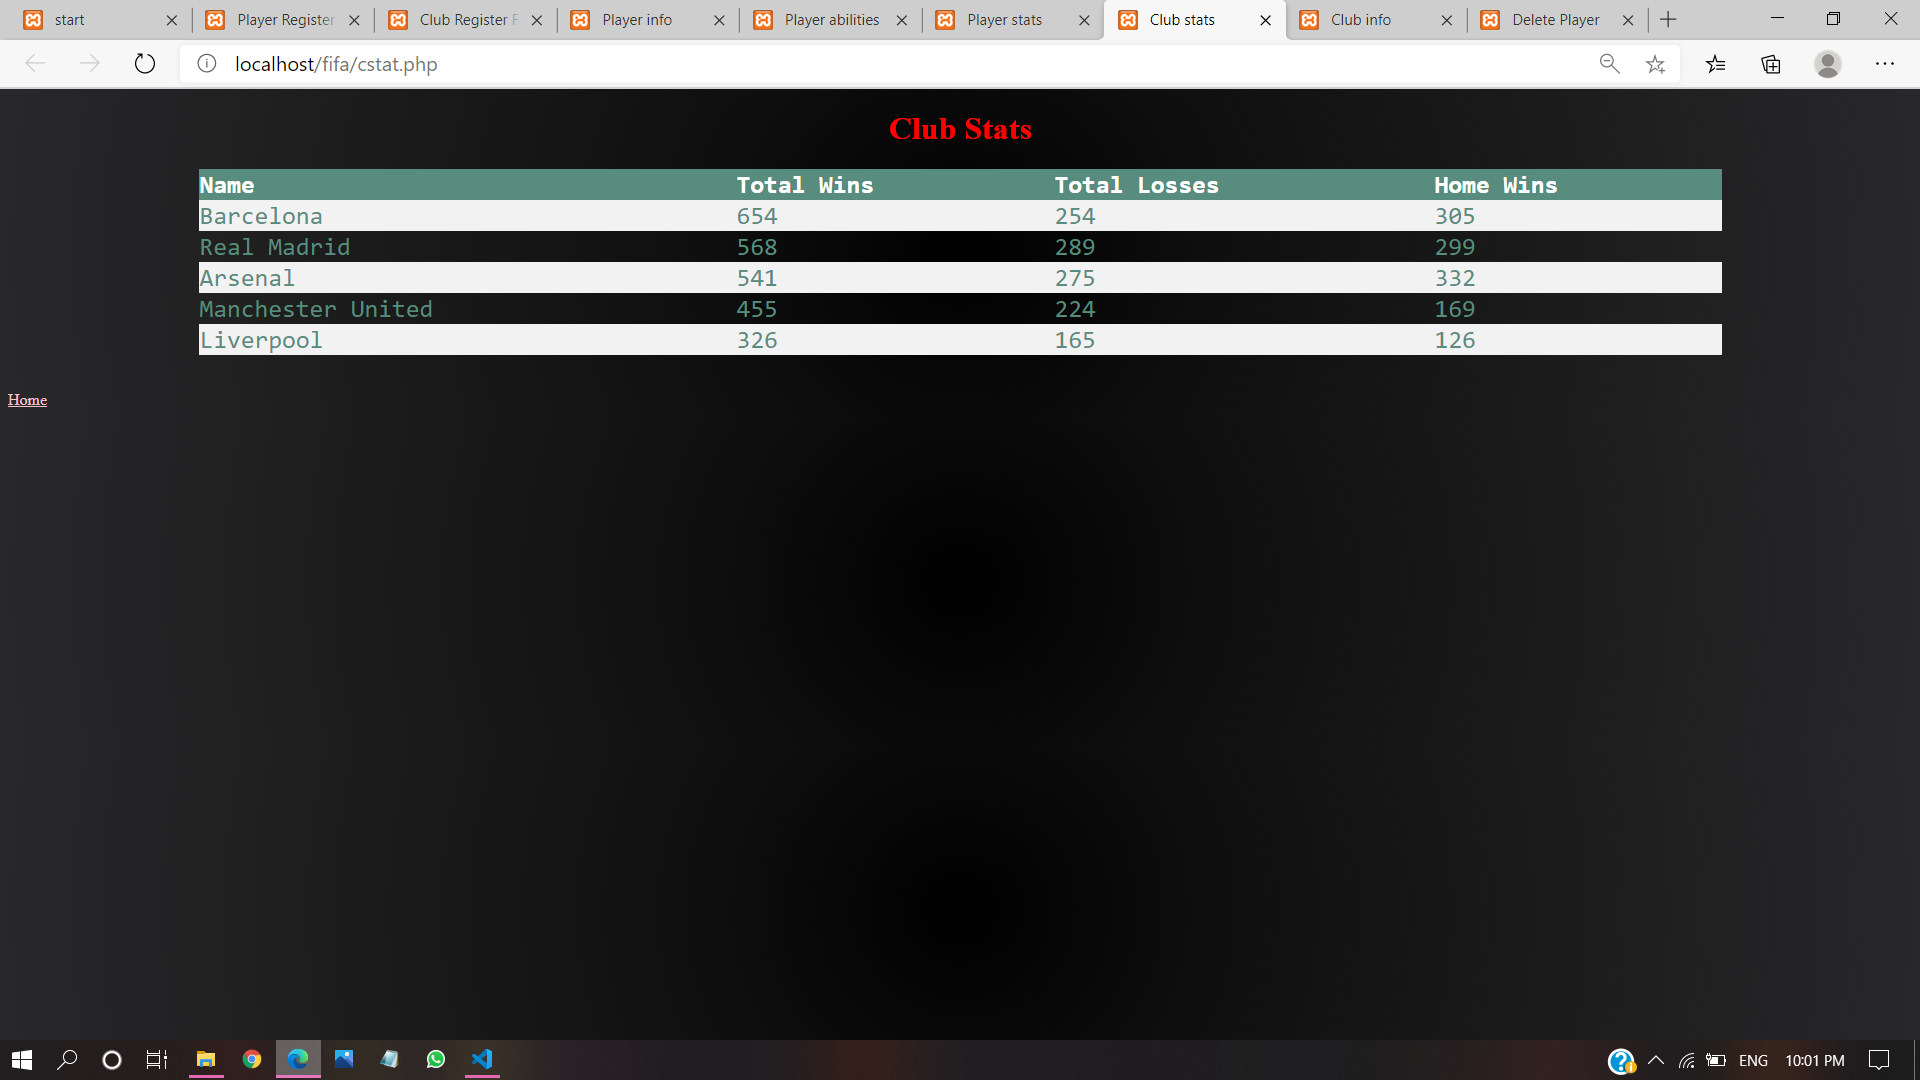 start Player Register Club Register F Player info Player abilities Player stats Club stats Club info Delete Player
localhost/fifa/cstat.php
Club Stats
Name Total Wins Total Losses Home Wins
Barcelona 654 254 305
Real Madrid 568 289 299
Arsenal 541 275 332
Manchester United 455 224 169
Liverpool 326 165 126
Home
ENG 10:01 PM